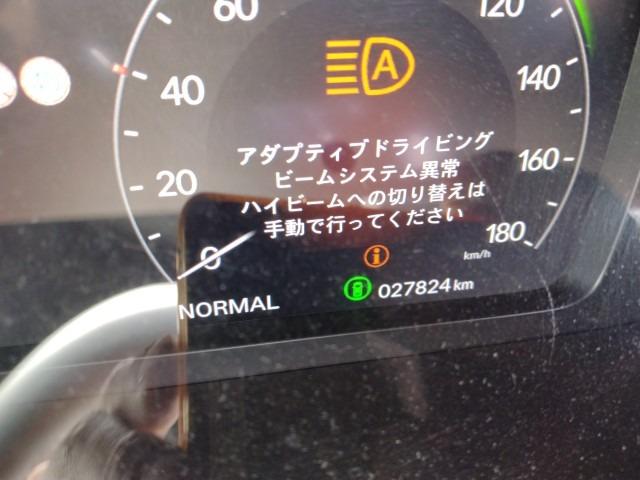 60
120
A
40
140
アダプティブドライビング
ビームシステム異常
ハイビームへの切り替えは
手動で行ってください
20
160
0
180
i
km/h
NORMAL
027824 km